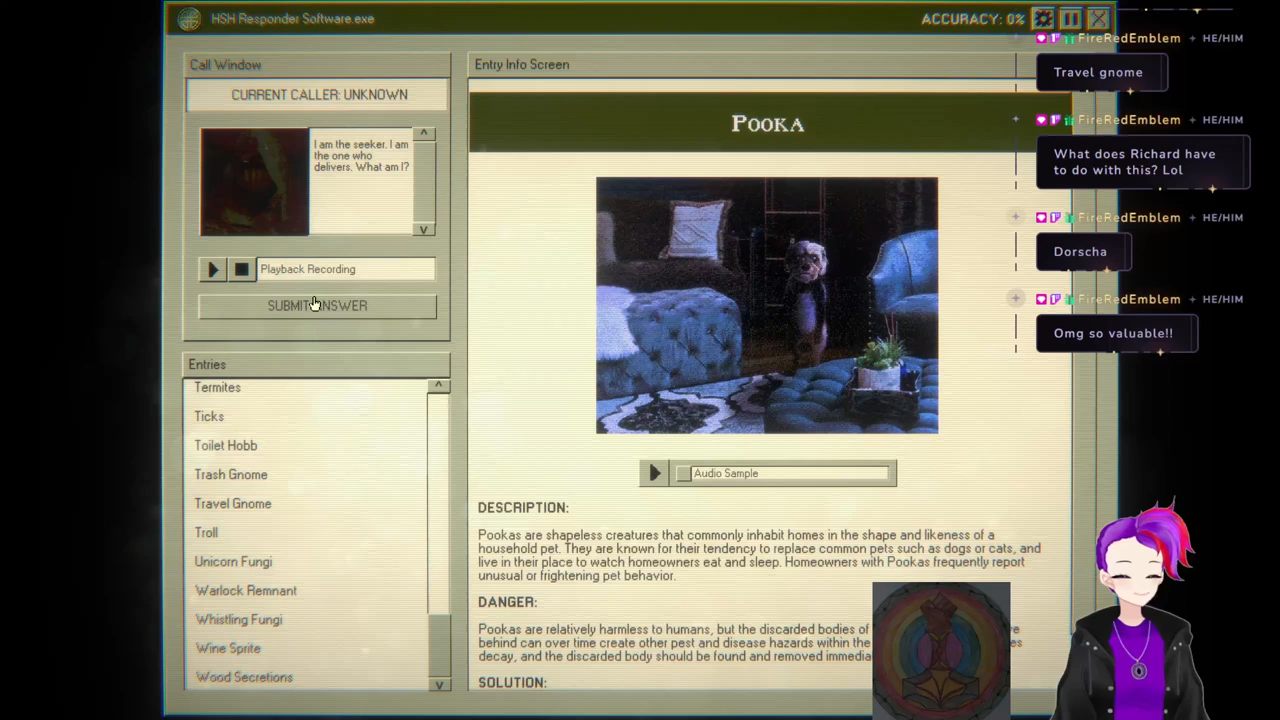 HSH Responder Software.exe
ACCURACY: 0%
Call Window
CURRENT CALLER: UNKNOWN
I am the seeker. I am
the one who
delivers. What am I?
Playback Recording
SUBMIT ANSWER
Entries
Termites
Ticks
Toilet Hobb
Trash Gnome
Travel Gnome
Troll
Unicorn Fungi
Warlock Remnant
Whistling Fungi
Wine Sprite
Wood Secretions
Entry Info Screen
POOKA
Audio Sample
DESCRIPTION:
Pookas are shapeless creatures that commonly inhabit homes in the shape and likeness of a
household pet. They are known for their tendency to replace common pets such as dogs or cats, and
live in their place to watch homeowners eat and sleep. Homeowners with Pookas frequently report
unusual or frightening pet behavior.
DANGER:
Pookas are relatively harmless to humans, but the discarded bodies of
behind can over time create other pest and disease hazards within the
decay, and the discarded body should be found and removed
SOLUTION:
FireRedEmblem HE/HIM
Travel gnome
FireRedEmblem HE/HIM
What does Richard have
to do with this? Lol
FireRedEmblem HE/HIM
Dorscha
FireRedEmblem HE/HIM
Omg so valuable!!